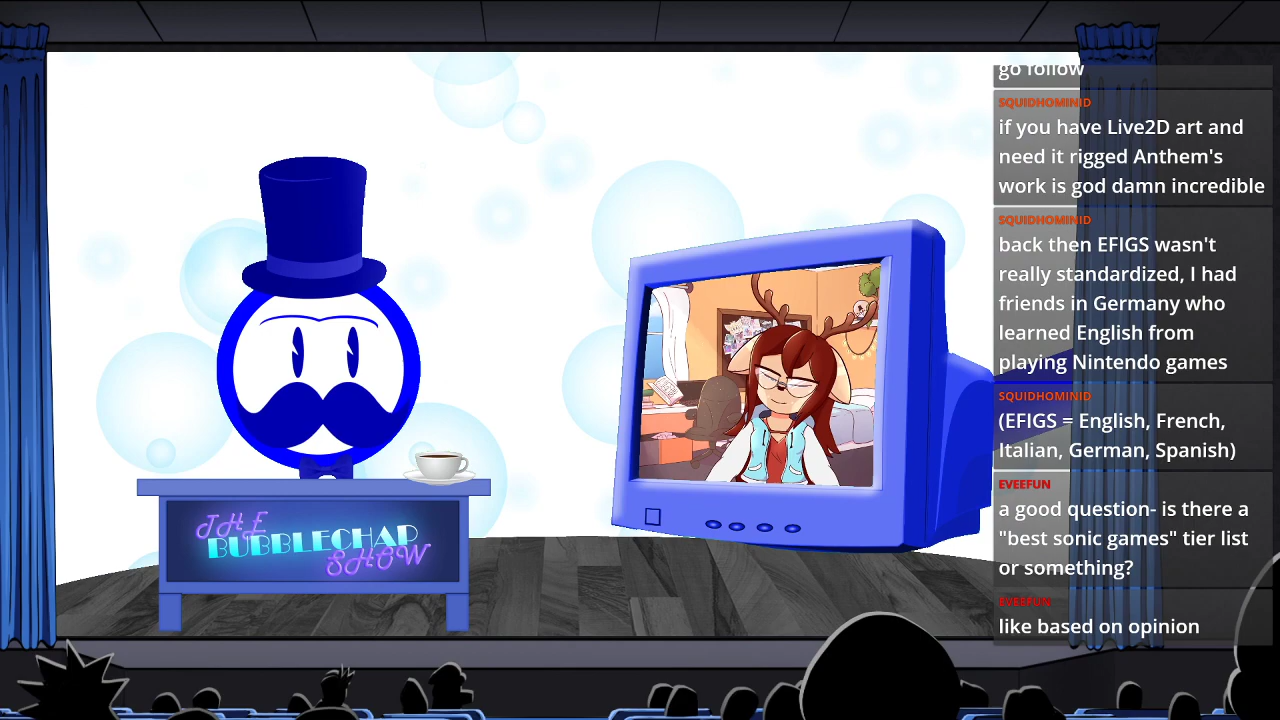 THE
BUBBLECHAP
SHOW
go follow
SQUIDHOMINID
if you have Live2D art and
need it rigged Anthem's
work is god damn incredible
SQUIDHOMINID
back then EFIGS wasn't
really standardized, I had
friends in Germany who
learned English from
playing Nintendo games
SQUIDHOMINID
(EFIGS = English, French,
Italian, German, Spanish)
EVEEFUN
a good question- is there a
"best sonic games" tier list
or something?
EVEEFUN
like based on opinion